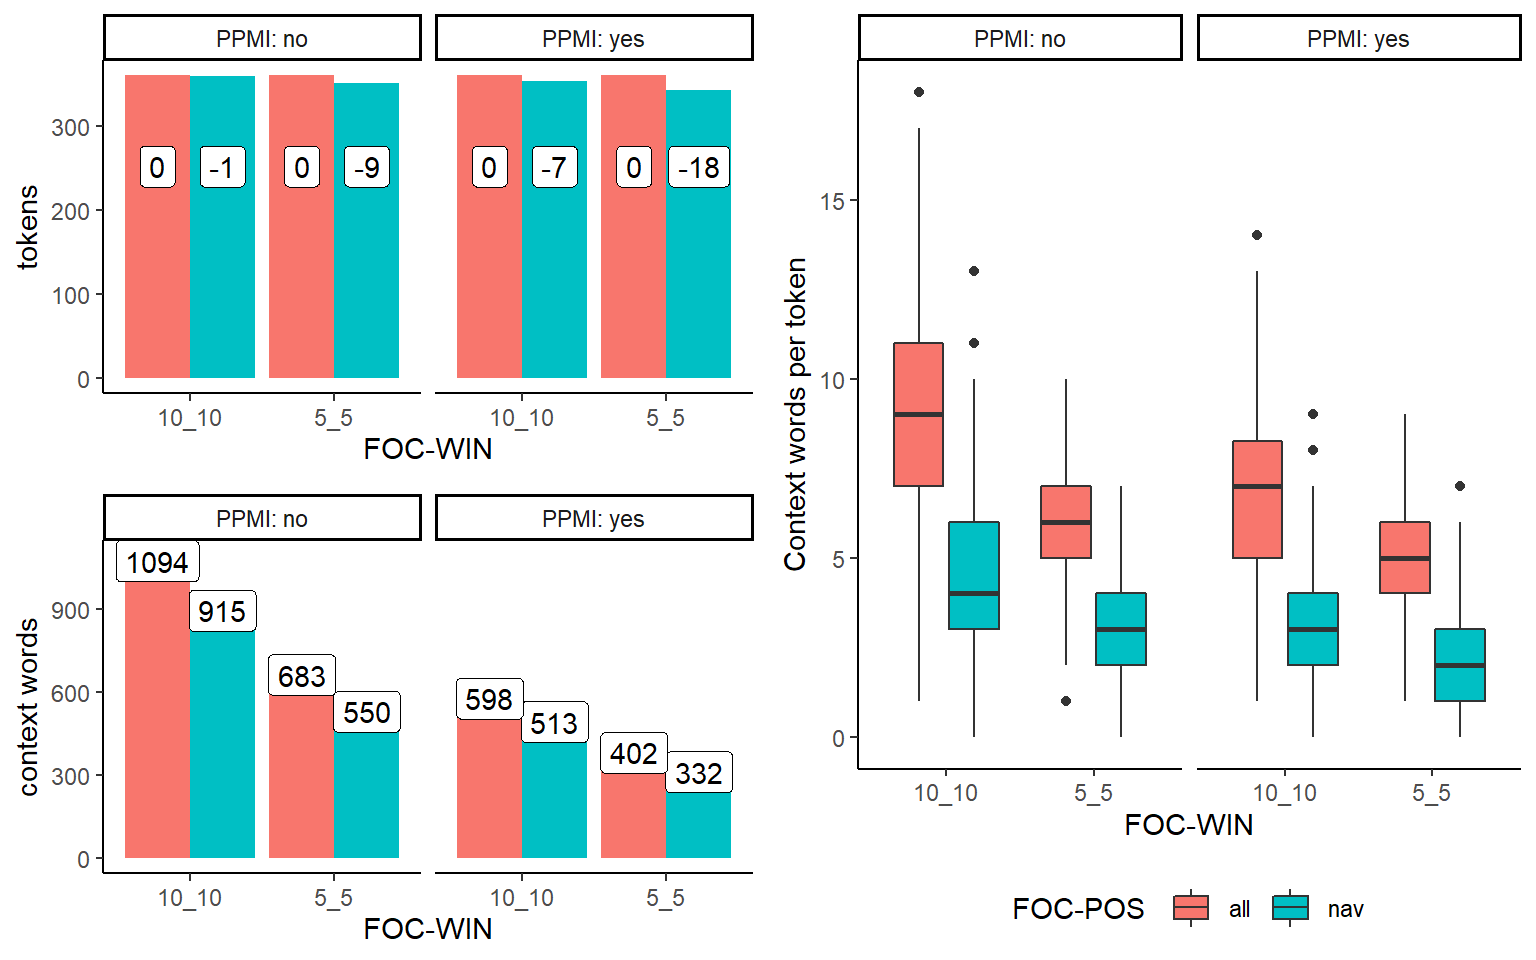 PPMI: no PPMI: yes
tokens
300
200
100
0
0 -1 0 -9 0 -7 0 -18
10_10 5_5 10_10 5_5
FOC-WIN
PPMI: no PPMI: yes
context words
900
600
300
0
1094 915 683 550 598 513 402 332
10_10 5_5 10_10 5_5
FOC-WIN
PPMI: no PPMI: yes
Context words per token
15
10
5
0
10_10 5_5 10_10 5_5
FOC-WIN
FOC-POS all nav